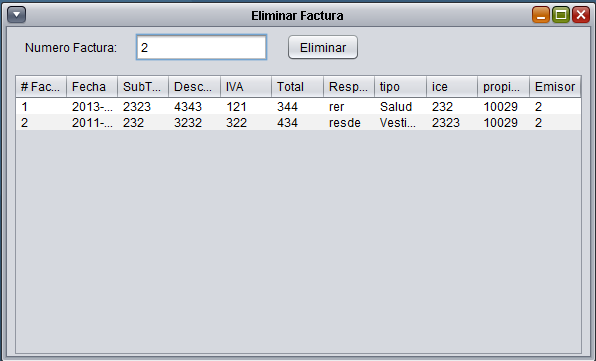 Eliminar Factura
Numero Factura: 2 Eliminar
# Fac... Fecha SubT... Desc... IVA Total Resp... tipo ice propi... Emisor
1 2013-... 2323 4343 121 344 rer Salud 232 10029 2
2 2011-... 232 3232 322 434 resde Vesti... 2323 10029 2